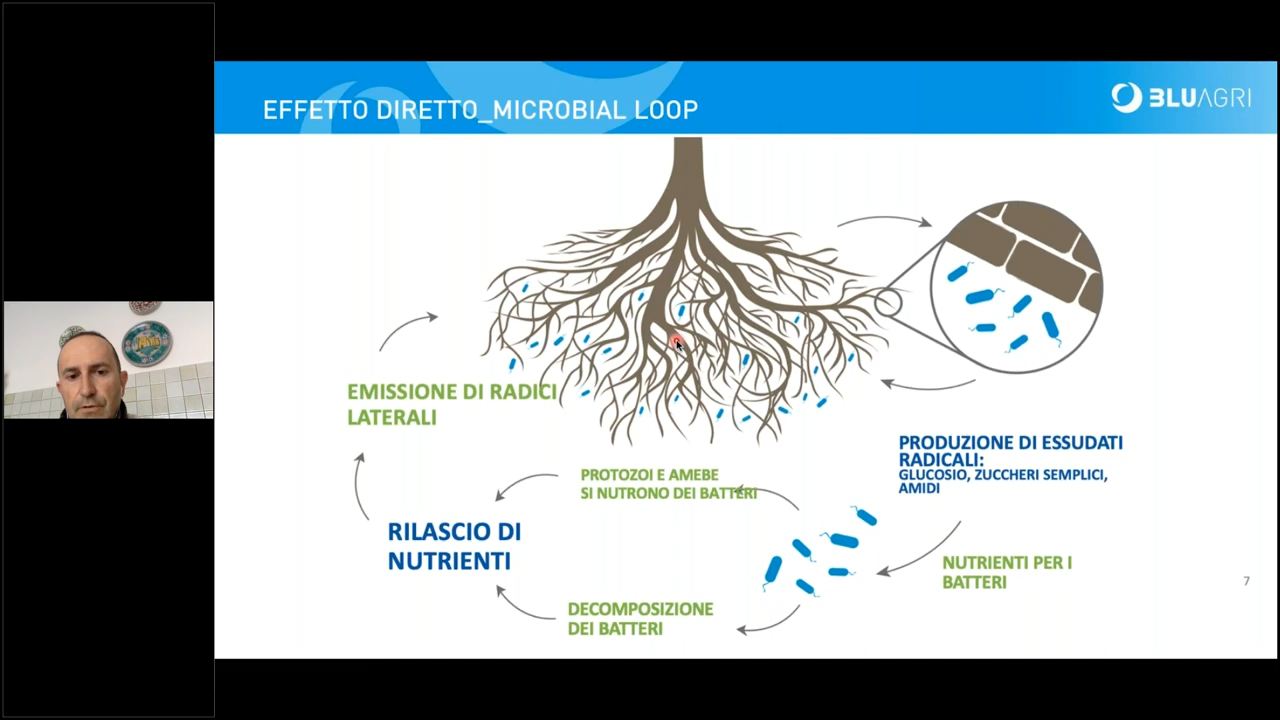 EFFETTO DIRETTO_MICROBIAL LOOP
BLUAGRI
EMISSIONE DI RADICI
LATERALI
PRODUZIONE DI ESSUDATI
RADICALI:
GLUCOSIO, ZUCCHERI SEMPLICI,
AMIDI
PROTOZOI E AMEBE
SI NUTRONO DEI BATTERI
RILASCIO DI
NUTRIENTI
NUTRIENTI PER I
BATTERI
DECOMPOSIZIONE
DEI BATTERI
7